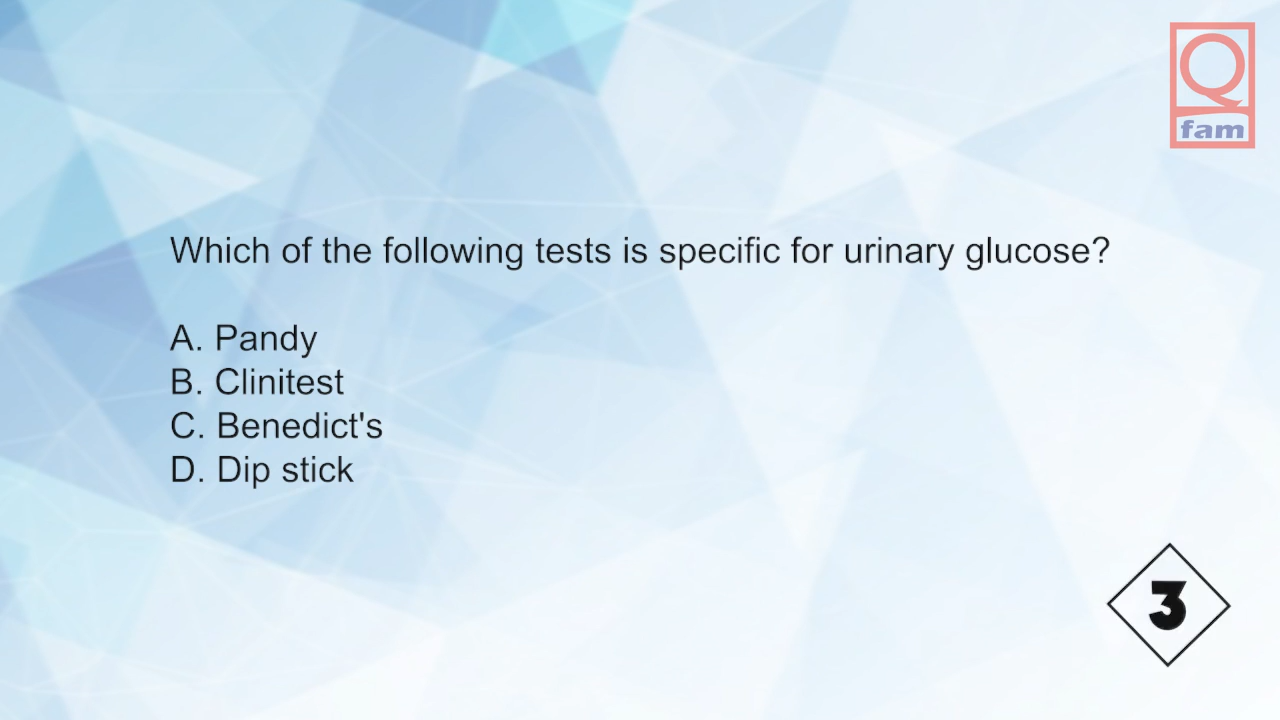 Q
fam
Which of the following tests is specific for urinary glucose?
A. Pandy
B. Clinitest
C. Benedict's
D. Dip stick
3